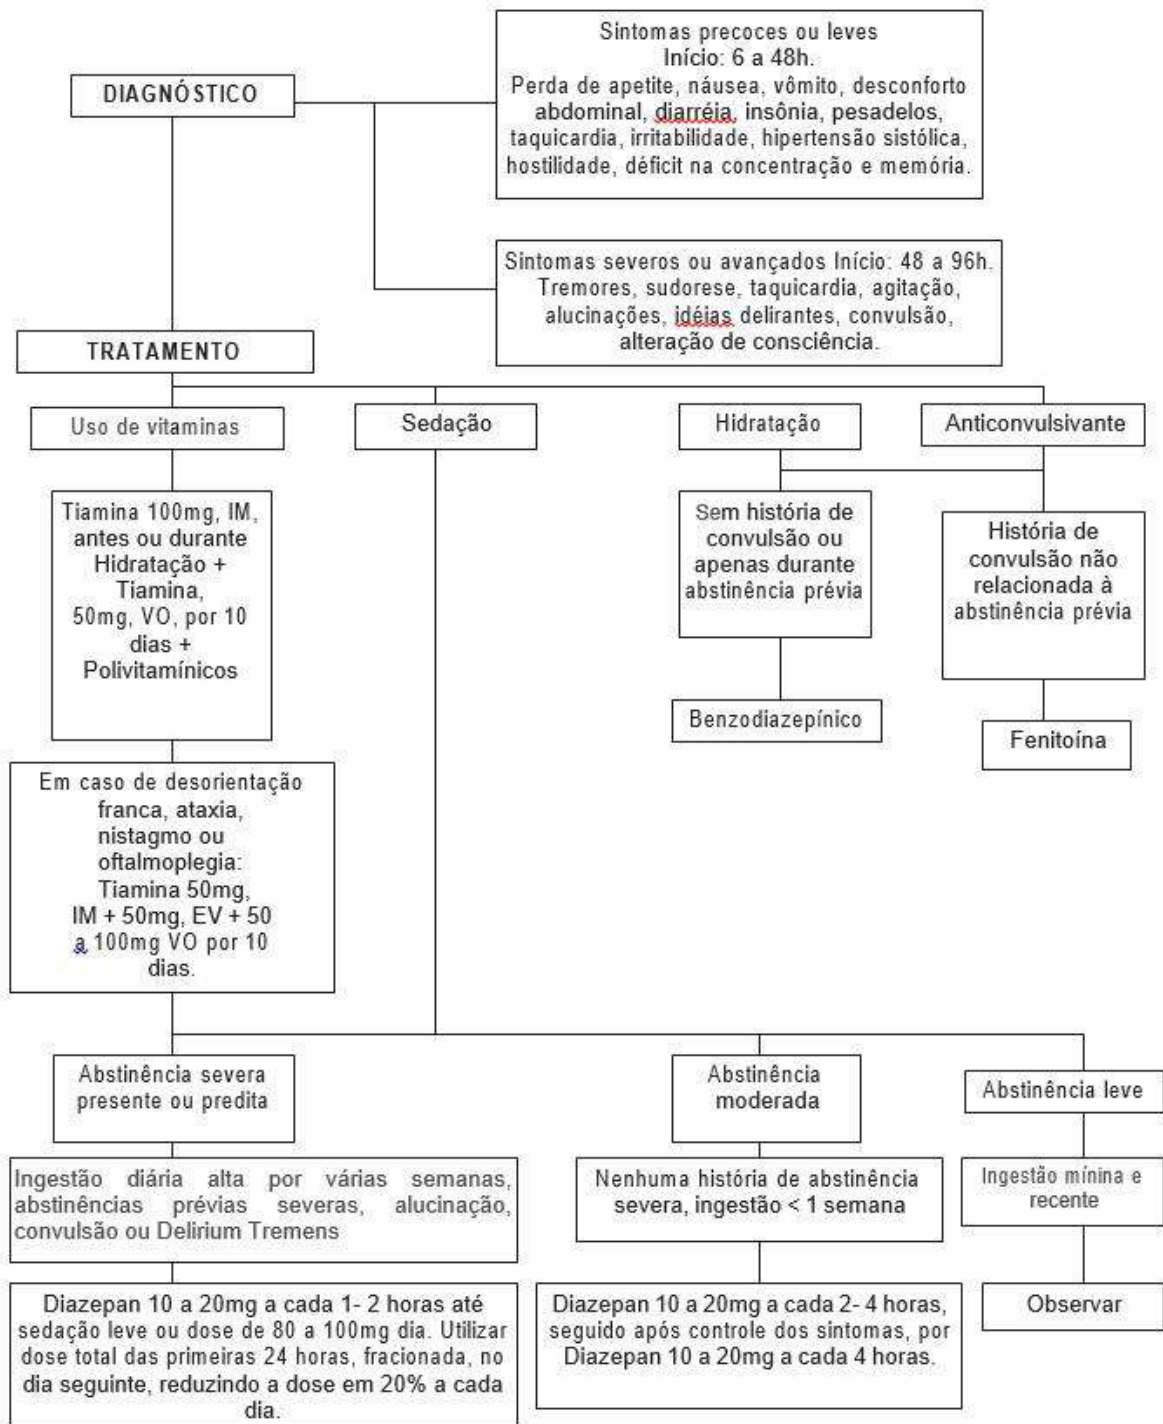 DIAGNÓSTICO
Sintomas precoces ou leves
Início: 6 a 48h.
Perda de apetite, náusea, vômito, desconforto
abdominal, diarréia, insônia, pesadelos,
taquicardia, irritabilidade, hipertensão sistólica,
hostilidade, déficit na concentração e memória.
Sintomas severos ou avançados Início: 48 a 96h.
Tremores, sudorese, taquicardia, agitação,
alucinações, idéias delirantes, convulsão,
alteração de consciência.
TRATAMENTO
Uso de vitaminas
Sedação
Hidratação
Anticonvulsivante
Tiamina 100mg, IM,
antes ou durante
Hidratação +
Tiamina,
50mg, VO, por 10
dias +
Polivitamínicos
Sem história de
convulsão ou
apenas durante
abstinência prévia
História de
convulsão não
relacionada à
abstinência prévia
Benzodiazepínico
Fenitoína
Em caso de desorientação
franca, ataxia,
nistagmo ou
oftalmoplegia:
Tiamina 50mg,
IM + 50mg, EV + 50
a 100mg VO por 10
dias.
Abstinência severa
presente ou predita
Abstinência
moderada
Abstinência leve
Ingestão diária alta por várias semanas,
abstinências prévias severas, alucinação,
convulsão ou Delirium Tremens
Nenhuma história de abstinência
severa, ingestão < 1 semana
Ingestão mínina e
recente
Diazepan 10 a 20mg a cada 1- 2 horas até
sedação leve ou dose de 80 a 100mg dia. Utilizar
dose total das primeiras 24 horas, fracionada, no
dia seguinte, reduzindo a dose em 20% a cada
dia.
Diazepan 10 a 20mg a cada 2- 4 horas,
seguido após controle dos sintomas, por
Diazepan 10 a 20mg a cada 4 horas.
Observar